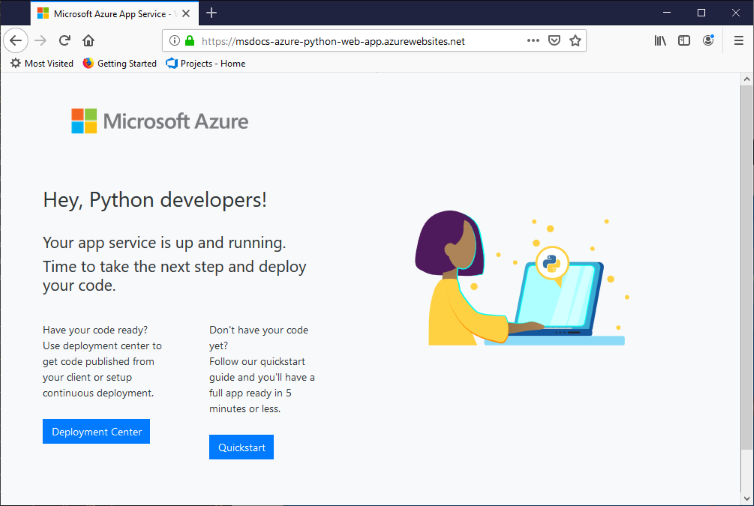 Microsoft Azure App Service -
https://msdocs-azure-python-web-app.azurewebsites.net
Most Visited
Getting Started
Projects - Home
Microsoft Azure
Hey, Python developers!
Your app service is up and running.
Time to take the next step and deploy
your code.
Have your code ready?
Use deployment center to
get code published from
your client or setup
continuous deployment.
Deployment Center
Don't have your code
yet?
Follow our quickstart
guide and you'll have a
full app ready in 5
minutes or less.
Quickstart